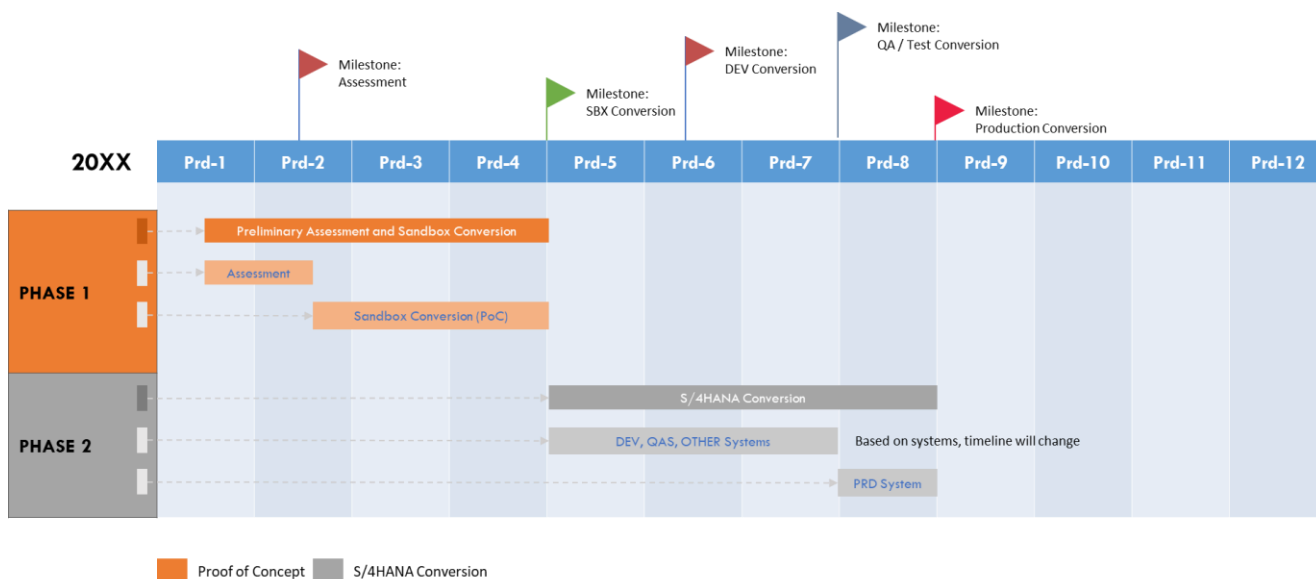 Milestone:
Assessment
Milestone:
SBX Conversion
Milestone:
DEV Conversion
Milestone:
QA / Test Conversion
Milestone:
Production Conversion
20XX Prd-1 Prd-2 Prd-3 Prd-4 Prd-5 Prd-6 Prd-7 Prd-8 Prd-9 Prd-10 Prd-11 Prd-12
PHASE 1
Preliminary Assessment and Sandbox Conversion
Assessment
Sandbox Conversion (PoC)
PHASE 2
S/4HANA Conversion
DEV, QAS, OTHER Systems
Based on systems, timeline will change
PRD System
Proof of Concept
S/4HANA Conversion